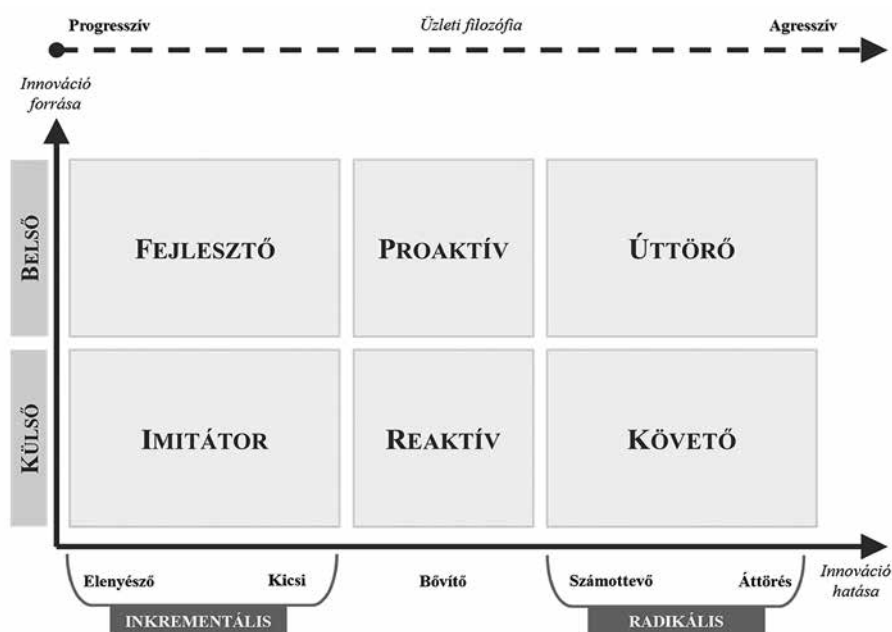 Progresszív Üzleti filozófia Agresszív
Innováció
forrása
BELSŐ
FEJLESZTŐ PROAKTÍV ÚTTÖRŐ
KÜLSŐ
IMITÁTOR REAKTÍV KÖVETŐ
Elenyésző Kicsi Bővítő Számottevő Áttörés
Innováció
hatása
INKREMENTÁLIS RADIKÁLIS